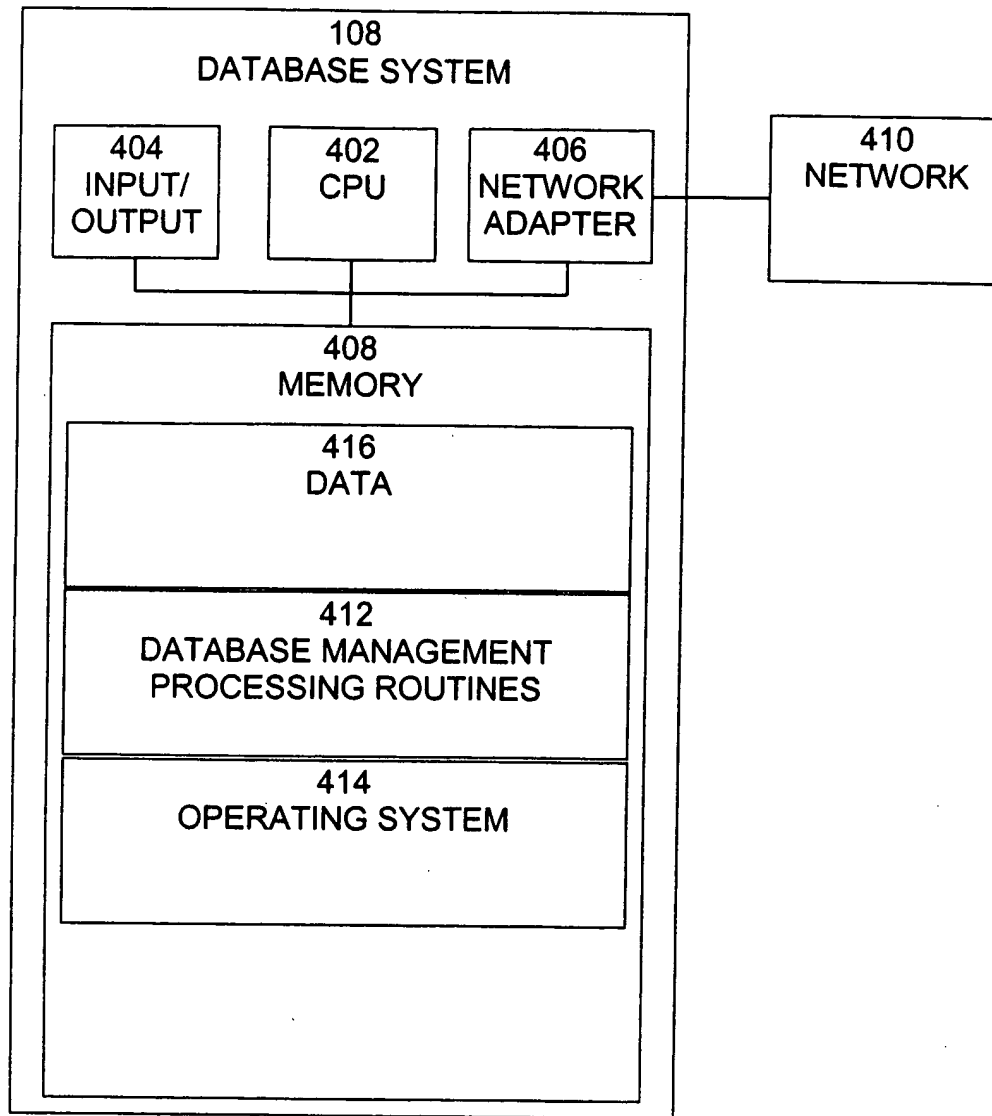 108
DATABASE SYSTEM
404
INPUT/
OUTPUT
402
CPU
406
NETWORK
ADAPTER
410
NETWORK
408
MEMORY
416
DATA
412
DATABASE MANAGEMENT
PROCESSING ROUTINES
414
OPERATING SYSTEM